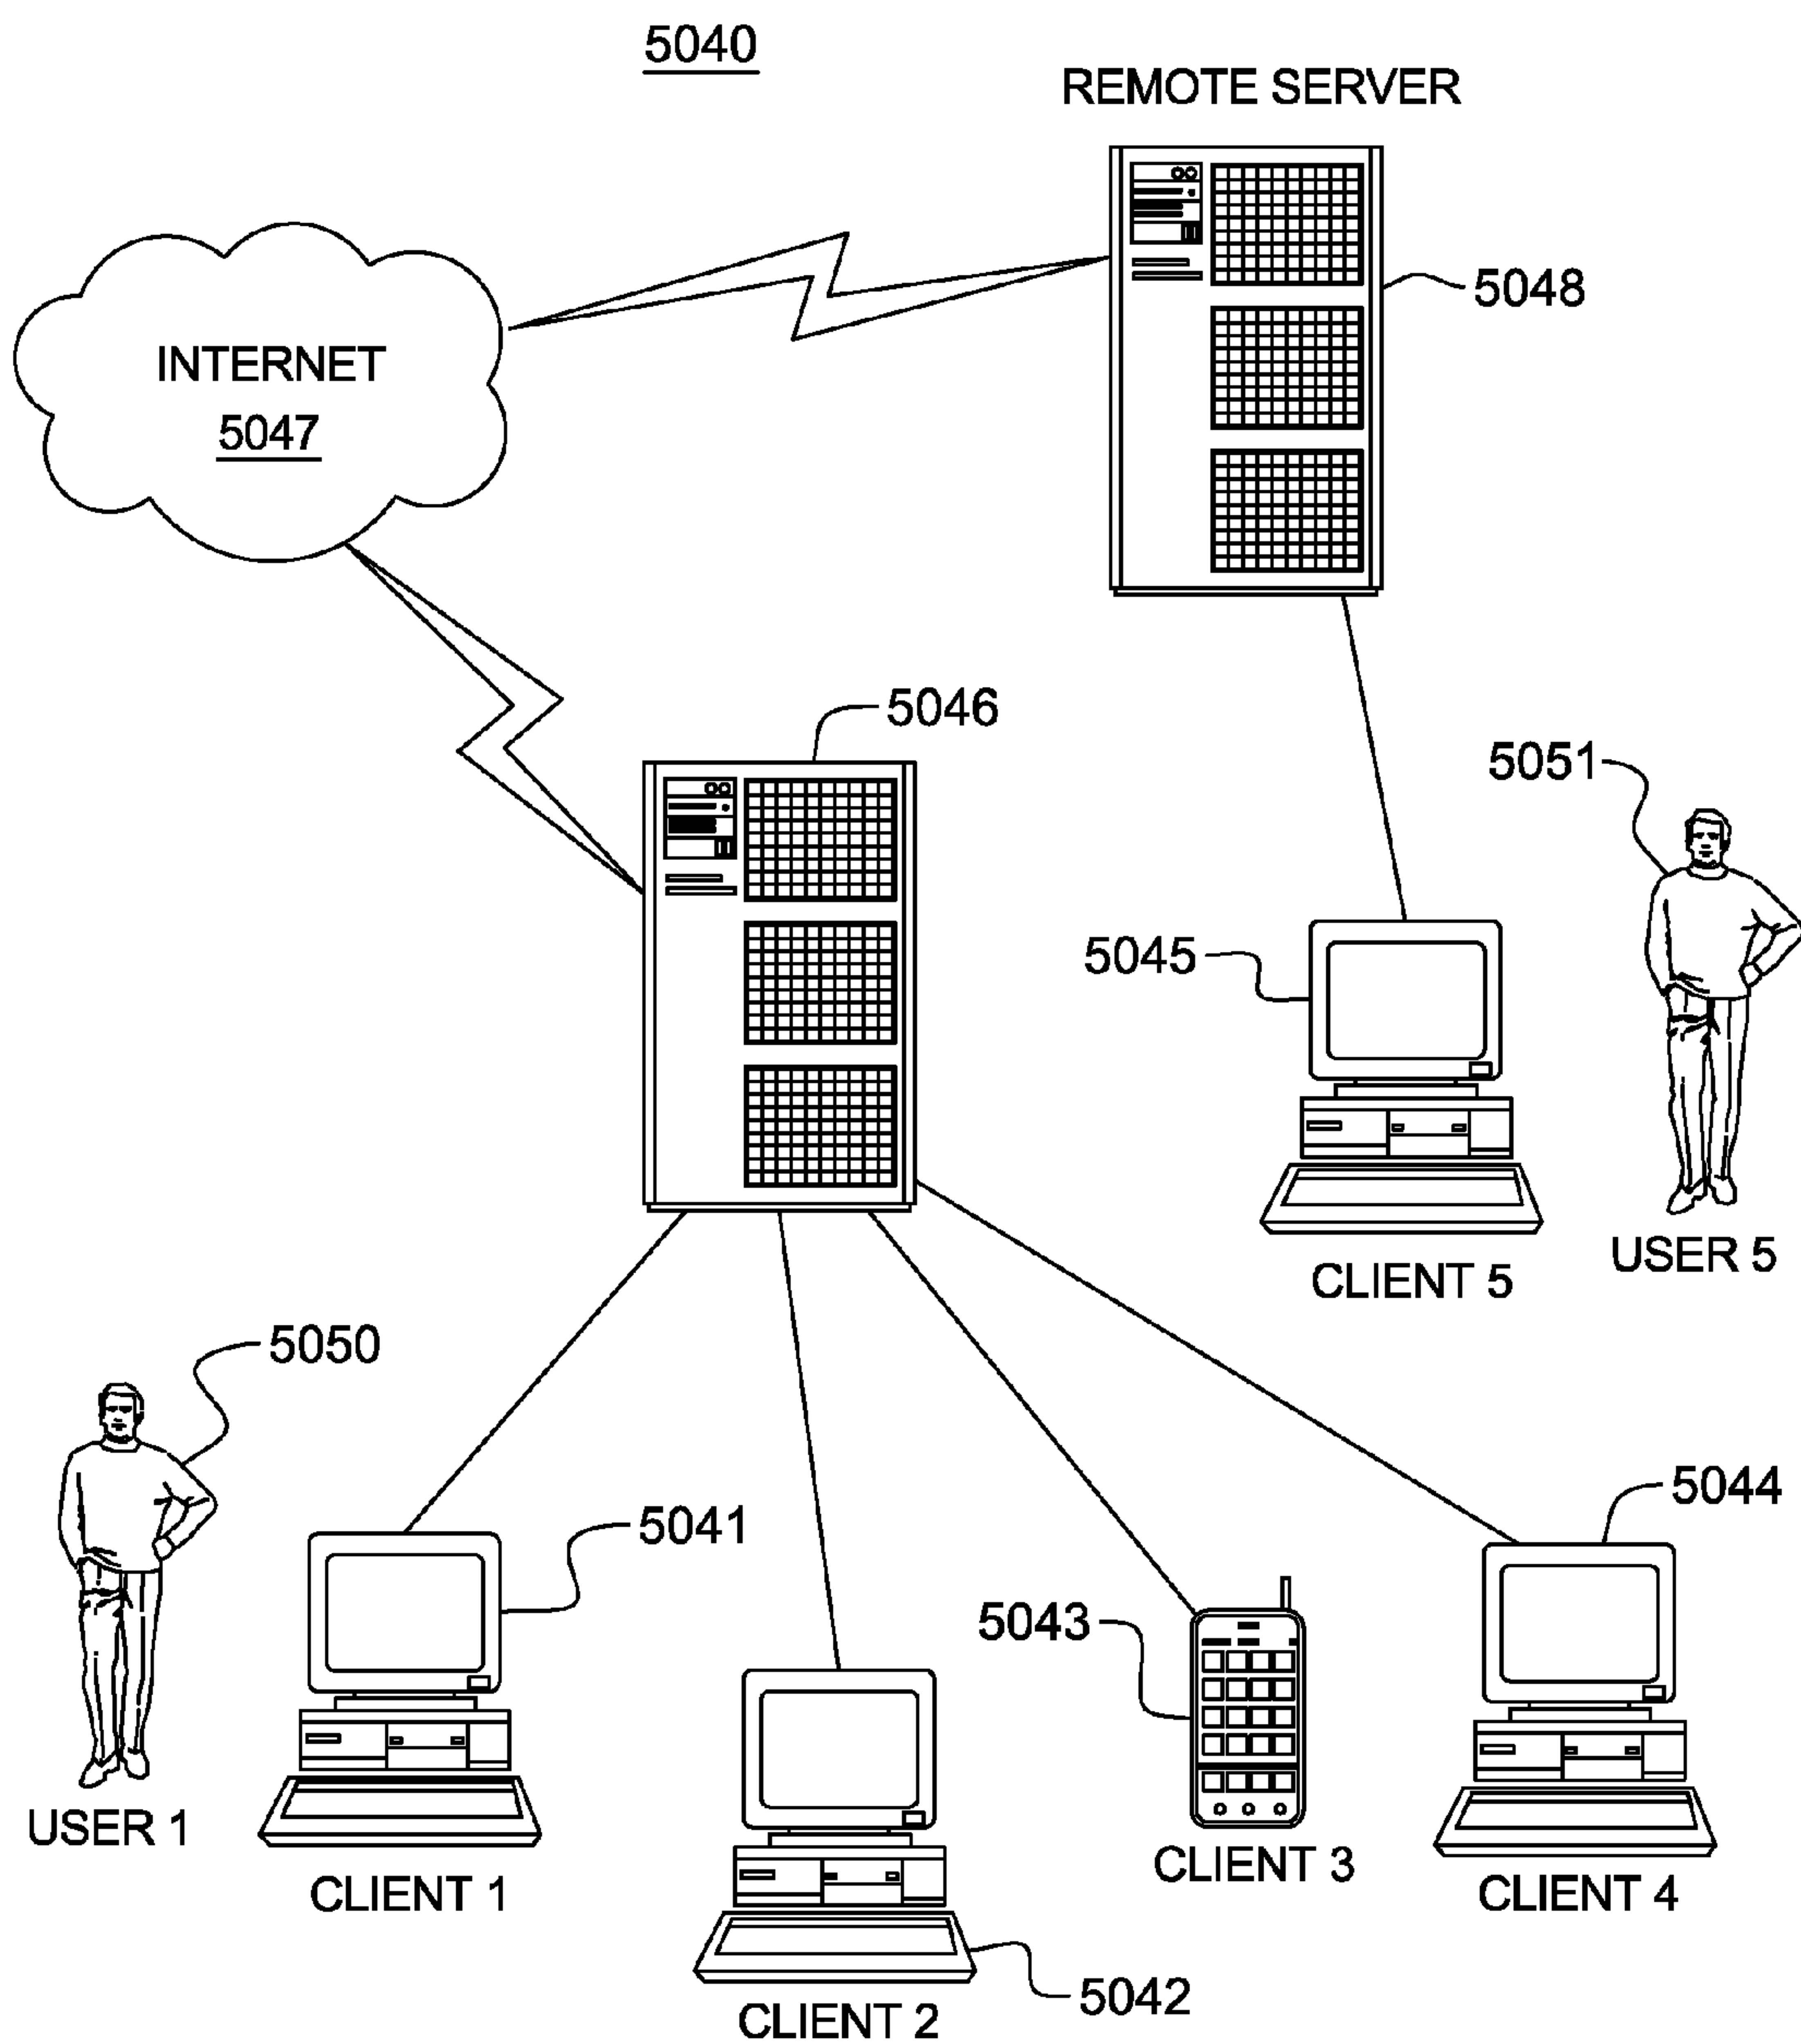 5040
REMOTE SERVER
5048
INTERNET
5047
5046
5051
5045
USER 5
CLIENT 5
5050
5044
5041
5043
USER 1
CLIENT 3
CLIENT 1
CLIENT 4
5042
CLIENT 2